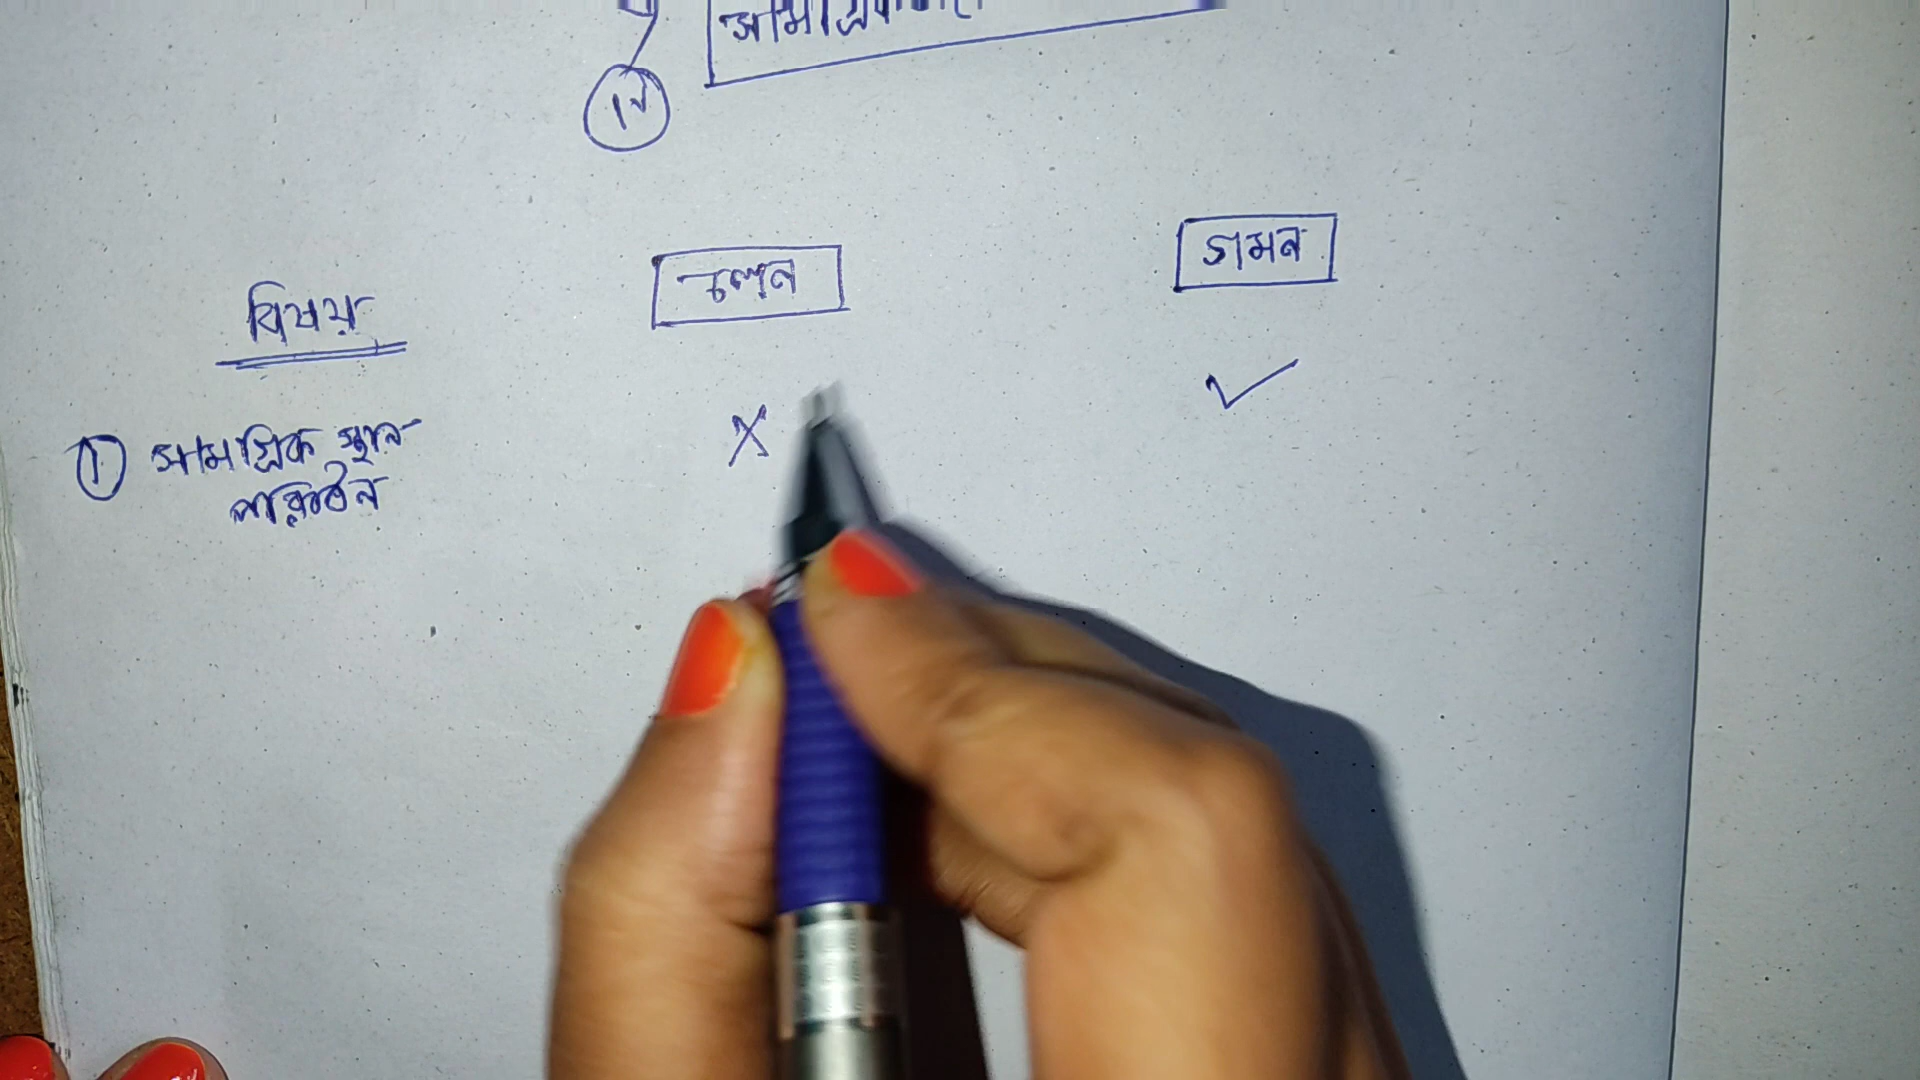 বিষয়
চলন
গমন
① সামগ্রিক স্থান
পরিবর্তন